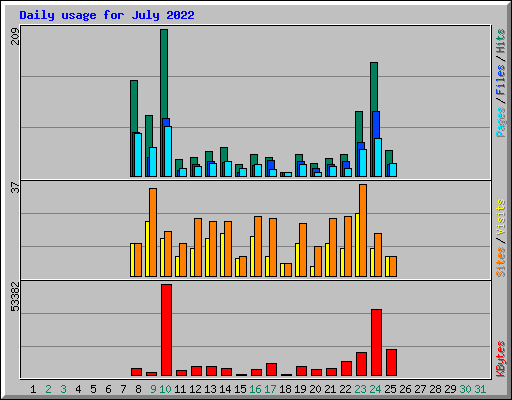 Daily usage for July 2022
209
Pages / Files / Hits
37
Sites / Visits
53382
KBytes
1 2 3 4 5 6 7 8 9 10 11 12 13 14 15 16 17 18 19 20 21 22 23 24 25 26 27 28 29 30 31